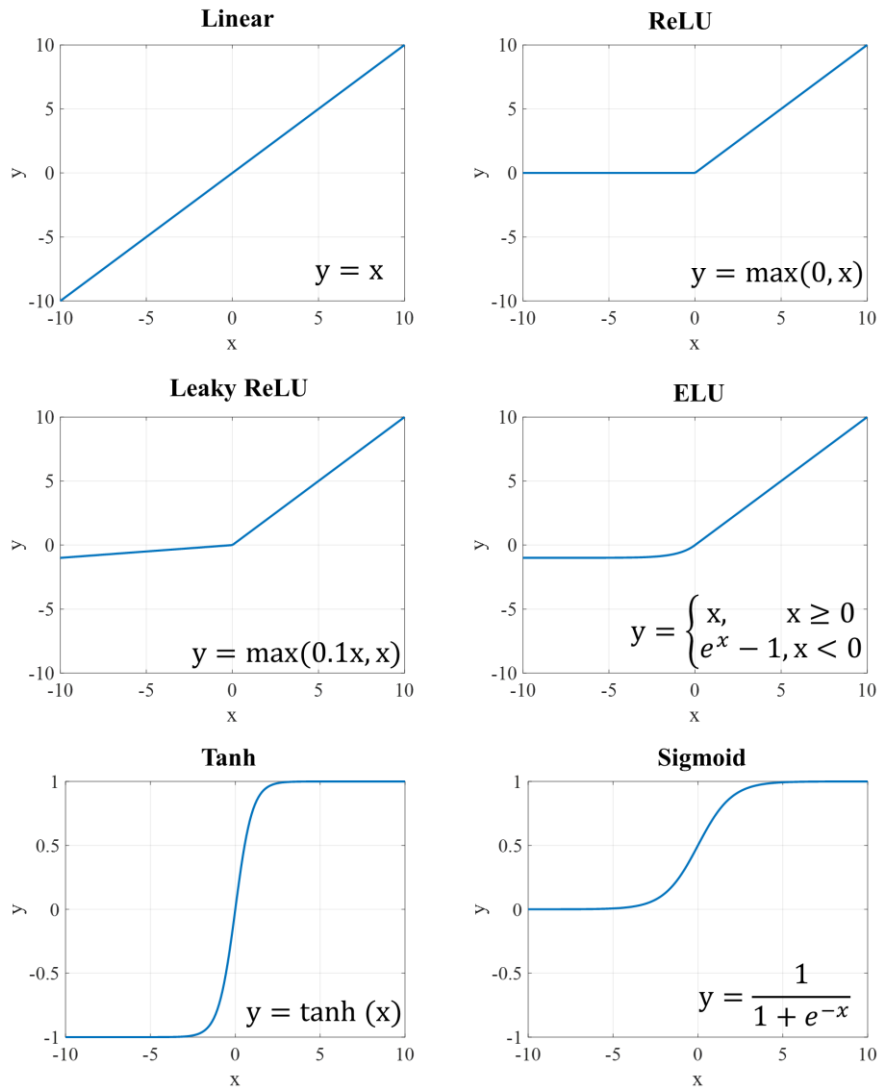 Linear
10
5
0
-5
-10
y
-10 -5 0 5 10
x
y = x
ReLU
10
5
0
-5
-10
y
-10 -5 0 5 10
x
y = max(0, x)
Leaky ReLU
10
5
0
-5
-10
y
-10 -5 0 5 10
x
y = max(0.1x, x)
ELU
10
5
0
-5
-10
y
-10 -5 0 5 10
x
y = { x, x ≥ 0
e^x − 1, x < 0
Tanh
1
0.5
0
-0.5
-1
y
-10 -5 0 5 10
x
y = tanh (x)
Sigmoid
1
0.5
0
-0.5
-1
y
-10 -5 0 5 10
x
y = 1
1 + e^−x